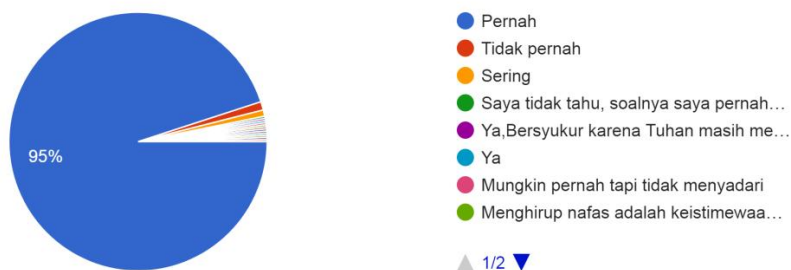 95%
Pernah
Tidak pernah
Sering
Saya tidak tahu, soalnya saya pernah…
Ya,Bersyukur karena Tuhan masih me…
Ya
Mungkin pernah tapi tidak menyadari
Menghirup nafas adalah keistimewaa…
1/2